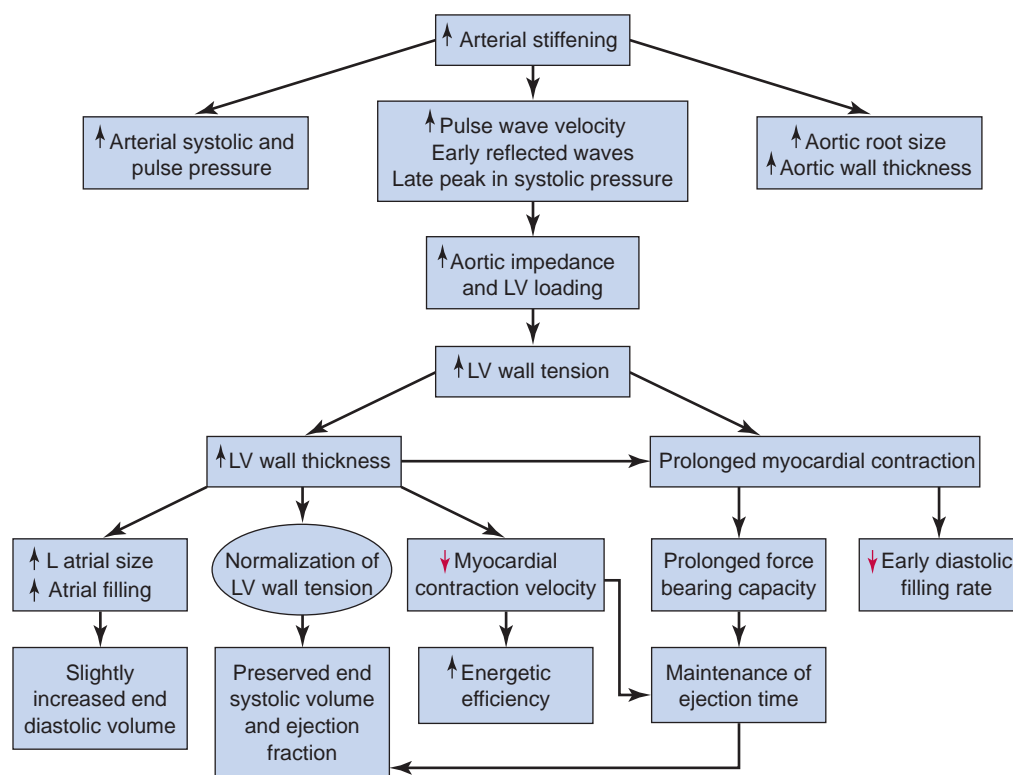 ↑ Arterial stiffening
↑ Arterial systolic and
pulse pressure
↑ Pulse wave velocity
Early reflected waves
Late peak in systolic pressure
↑ Aortic root size
↑ Aortic wall thickness
↑ Aortic impedance
and LV loading
↑ LV wall tension
↑ LV wall thickness
Prolonged myocardial contraction
↑ L atrial size
↑ Atrial filling
Normalization of
LV wall tension
↓ Myocardial
contraction velocity
Prolonged force
bearing capacity
↓ Early diastolic
filling rate
Slightly
increased end
diastolic volume
Preserved end
systolic volume
and ejection
fraction
↑ Energetic
efficiency
Maintenance of
ejection time